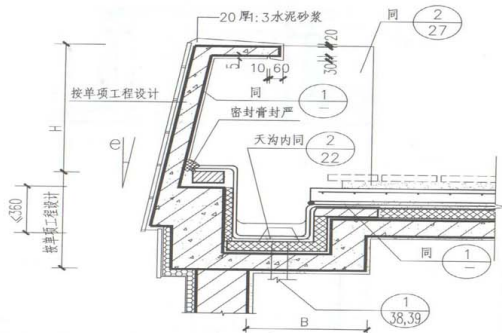 20厚1:3水泥砂浆
同 2
27
30 20
5 10 60
按单项工程设计
同 1
—
密封膏封严
天沟内同 2
22
H
e
≤360
按单项工程设计
同 1
—
B
1
38,39